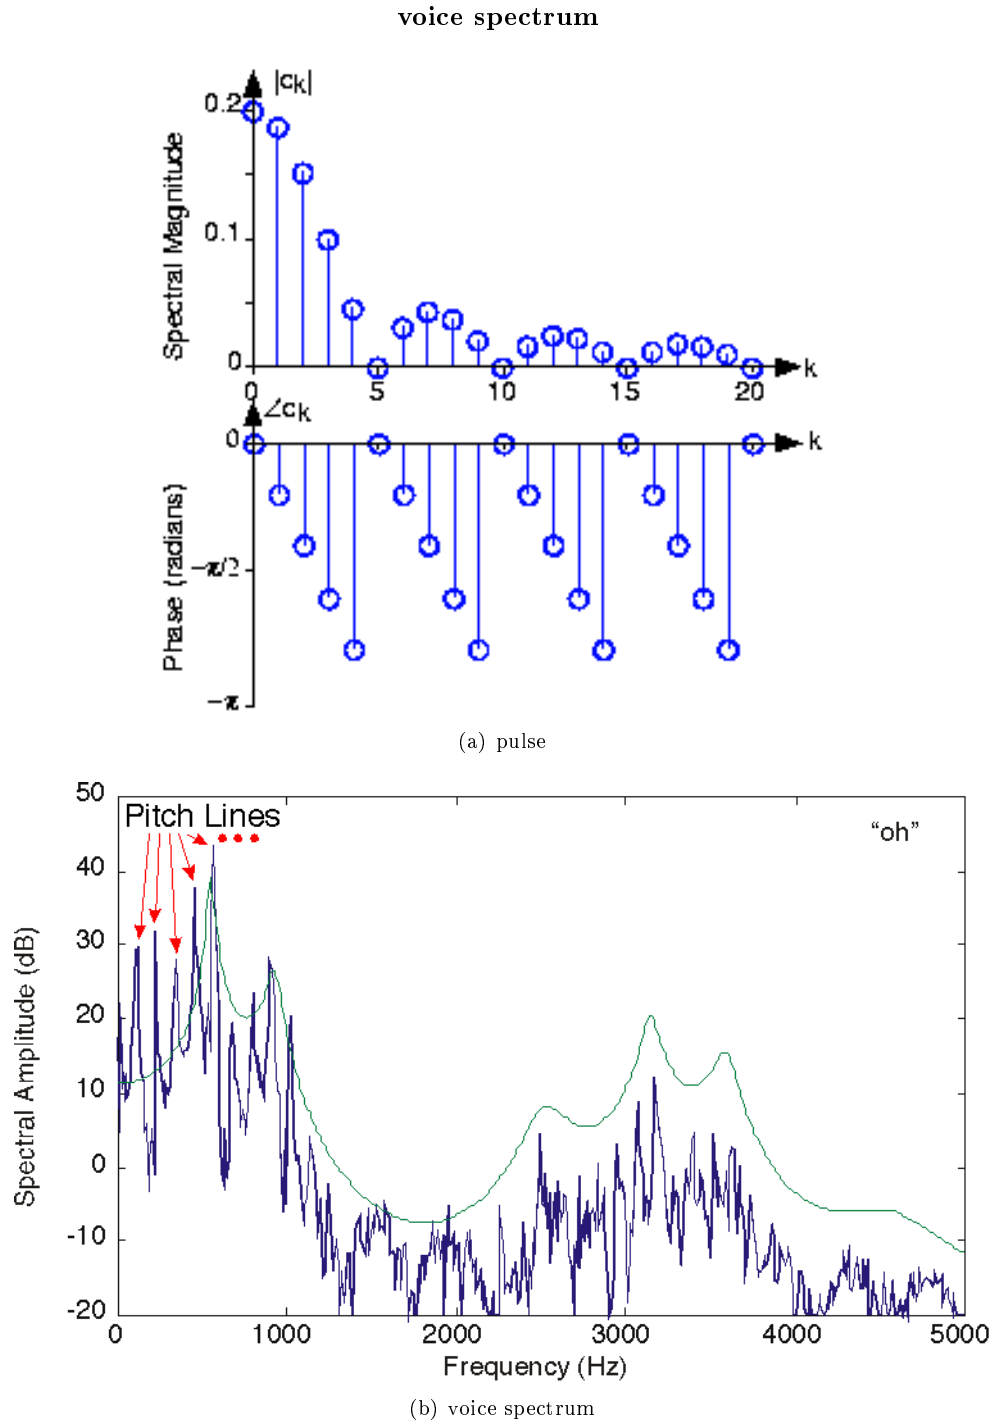 voice spectrum
|ck|
0.2
0.1
0
Spectral Magnitude
0 5 10 15 20 k
∠ck
0
−π/2
−π
Phase (radians)
k
(a) pulse
50
40
30
20
10
0
-10
-20
Spectral Amplitude (dB)
Pitch Lines
“oh”
0 1000 2000 3000 4000 5000
Frequency (Hz)
(b) voice spectrum